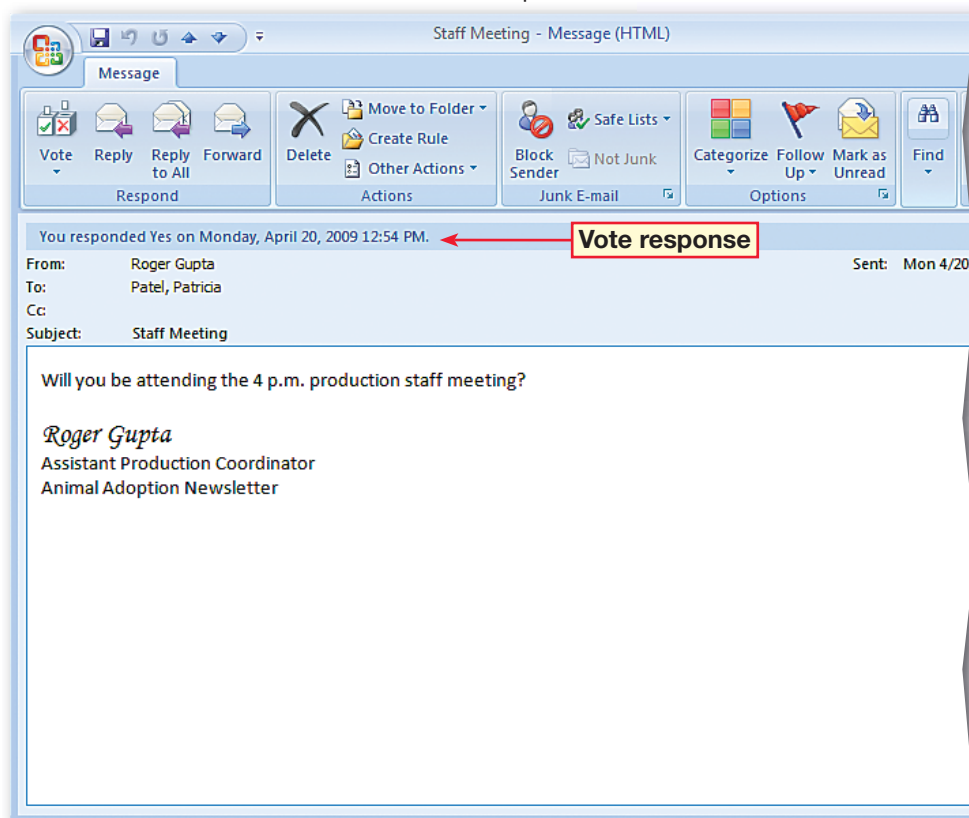 Staff Meeting - Message (HTML)
Message
Vote Reply Reply to All Forward
Respond
Delete Move to Folder
Create Rule
Other Actions
Actions
Block Sender Safe Lists
Not Junk
Junk E-mail
Categorize Follow Up Mark as Unread
Options
Find
You responded Yes on Monday, April 20, 2009 12:54 PM.
Vote response
From: Roger Gupta Sent: Mon 4/20
To: Patel, Patricia
Cc:
Subject: Staff Meeting
Will you be attending the 4 p.m. production staff meeting?
Roger Gupta
Assistant Production Coordinator
Animal Adoption Newsletter